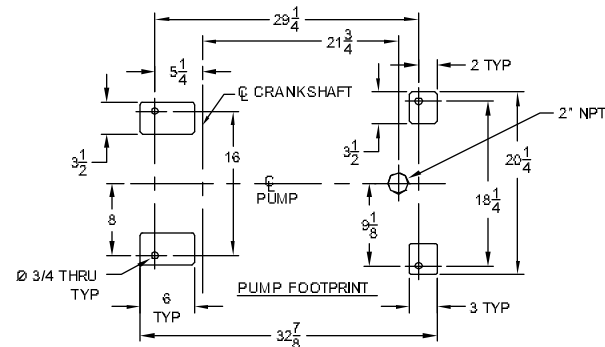 29 1/4
21 3/4
5 1/4
2 TYP
℄ CRANKSHAFT
2" NPT
3 1/2
16
3 1/2
20 1/4
℄
PUMP
18 1/4
8
9 1/8
Ø 3/4 THRU
TYP
6
TYP
PUMP FOOTPRINT
3 TYP
32 7/8